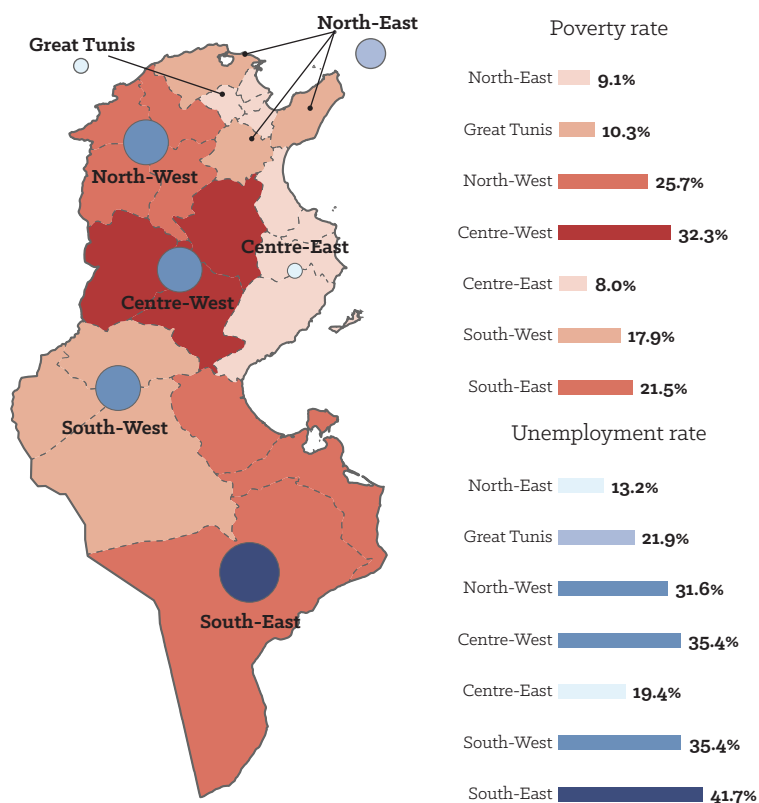 North-East
Great Tunis
North-West
Centre-East
Centre-West
South-West
South-East
Poverty rate
North-East 9.1%
Great Tunis 10.3%
North-West 25.7%
Centre-West 32.3%
Centre-East 8.0%
South-West 17.9%
South-East 21.5%
Unemployment rate
North-East 13.2%
Great Tunis 21.9%
North-West 31.6%
Centre-West 35.4%
Centre-East 19.4%
South-West 35.4%
South-East 41.7%